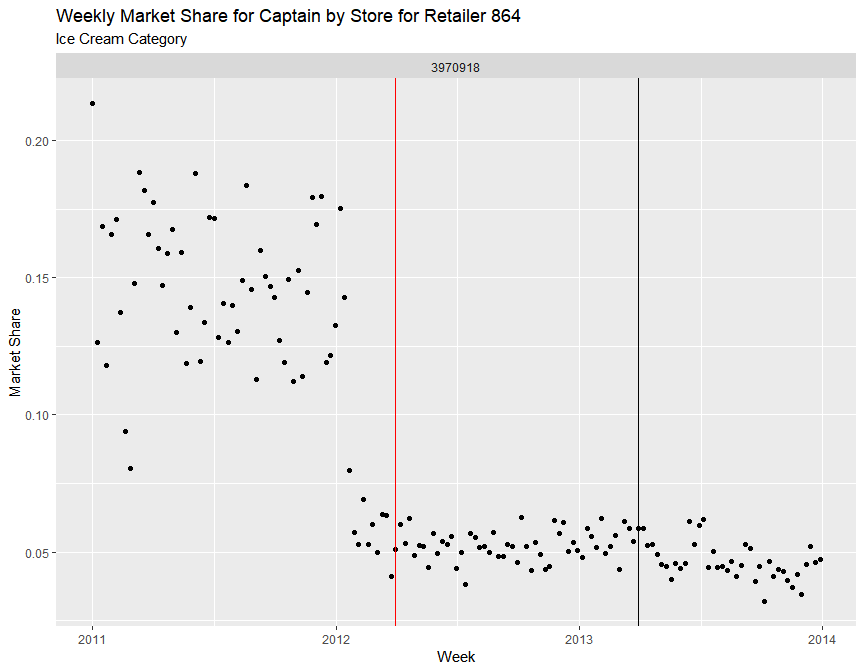 Weekly Market Share for Captain by Store for Retailer 864
Ice Cream Category
3970918
0.20
0.15
0.10
0.05
Market Share
2011
2012
2013
2014
Week